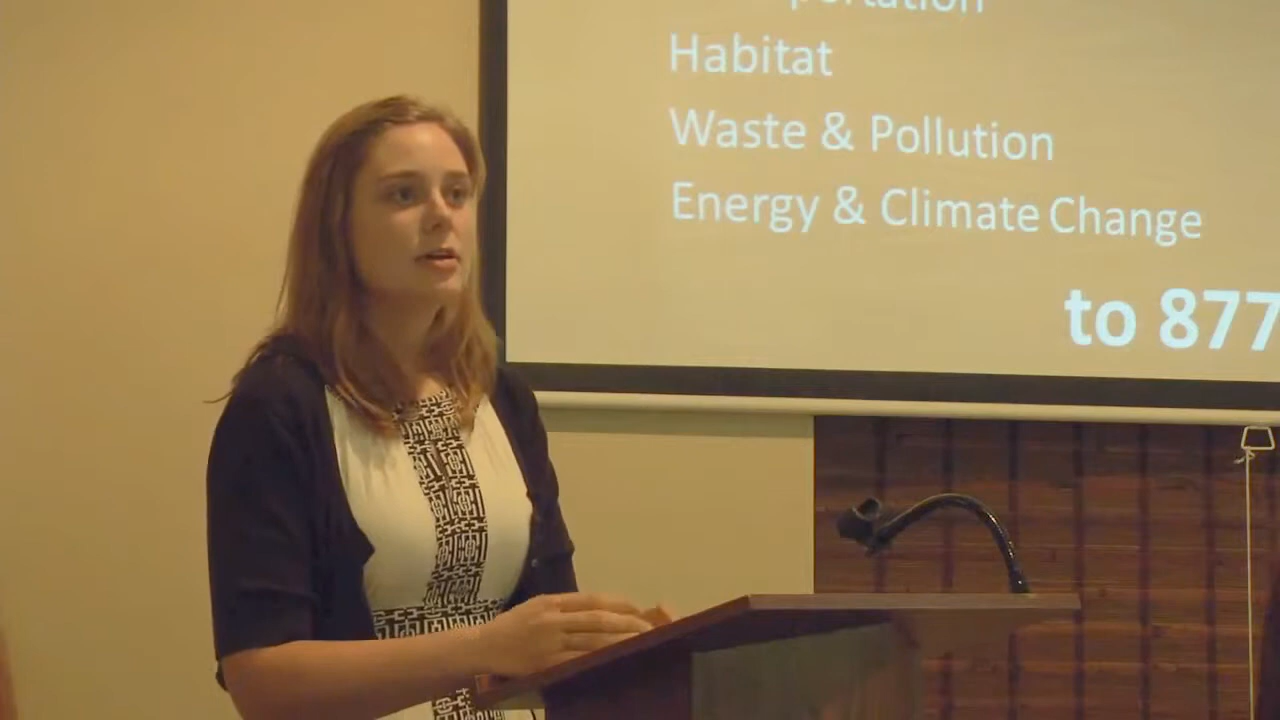 Habitat
Waste & Pollution
Energy & Climate Change
to 877